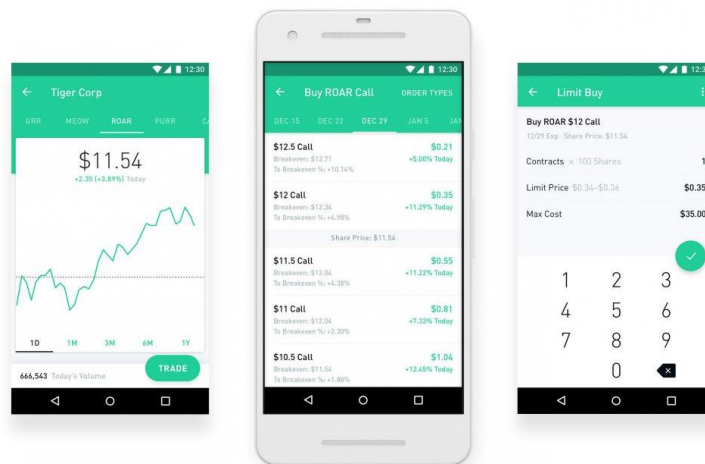 12:30
Tiger Corp
GRR MEOW ROAR PURR
$11.54
+2.35 (+3.89%) Today
1D 1M 3M 6M 1Y
666,543 Today's Volume
TRADE
12:30
Buy ROAR Call ORDER TYPES
DEC 15 DEC 22 DEC 29 JAN 5 JAN
$12.5 Call $0.21
Breakeven: $12.71 +5.00% Today
To Breakeven %: +10.14%
$12 Call $0.35
Breakeven: $12.34 +11.29% Today
To Breakeven %: +6.98%
Share Price: $11.54
$11.5 Call $0.55
Breakeven: $12.04 +11.22% Today
To Breakeven %: +4.30%
$11 Call $0.81
Breakeven: $12.04 +7.33% Today
To Breakeven %: +2.30%
$10.5 Call $1.04
Breakeven: $11.54 +12.45% Today
To Breakeven %: +1.88%
Limit Buy
Buy ROAR $12 Call
12/29 Exp · Share Price: $11.54
Contracts × 100 Shares 1
Limit Price $0.34–$0.36 $0.35
Max Cost $35.00
1 2 3
4 5 6
7 8 9
0